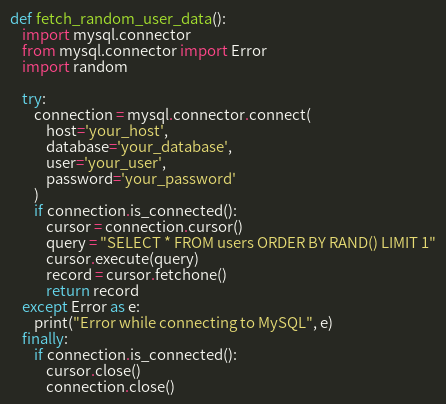 def fetch_random_user_data():
    import mysql.connector
    from mysql.connector import Error
    import random

    try:
        connection = mysql.connector.connect(
            host='your_host',
            database='your_database',
            user='your_user',
            password='your_password'
        )
        if connection.is_connected():
            cursor = connection.cursor()
            query = "SELECT * FROM users ORDER BY RAND() LIMIT 1"
            cursor.execute(query)
            record = cursor.fetchone()
            return record
    except Error as e:
        print("Error while connecting to MySQL", e)
    finally:
        if connection.is_connected():
            cursor.close()
            connection.close()